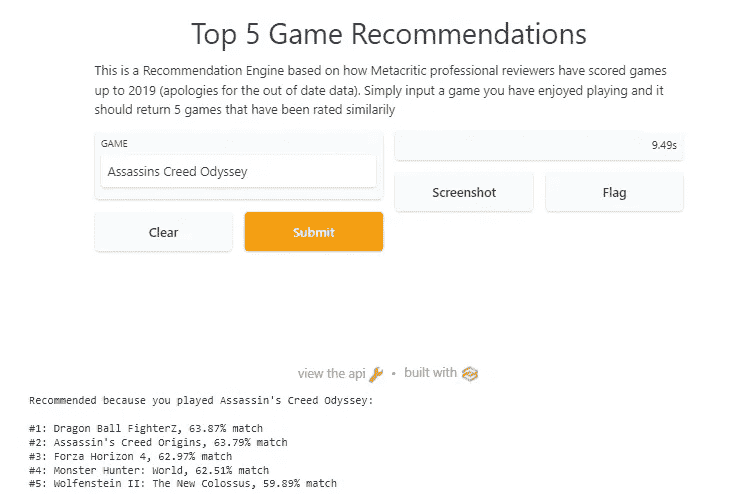 Top 5 Game Recommendations
This is a Recommendation Engine based on how Metacritic professional reviewers have scored games
up to 2019 (apologies for the out of date data). Simply input a game you have enjoyed playing and it
should return 5 games that have been rated similarily
GAME
9.49s
Assassins Creed Odyssey
Screenshot
Flag
Clear
Submit
view the api • built with
Recommended because you played Assassin's Creed Odyssey:
#1: Dragon Ball FighterZ, 63.87% match
#2: Assassin's Creed Origins, 63.79% match
#3: Forza Horizon 4, 62.97% match
#4: Monster Hunter: World, 62.51% match
#5: Wolfenstein II: The New Colossus, 59.89% match